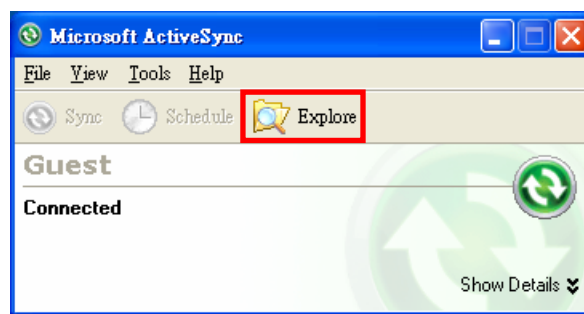 Microsoft ActiveSync
File View Tools Help
Sync Schedule Explore
Guest
Connected
Show Details